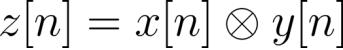 z[n] = x[n] ⊗ y[n]